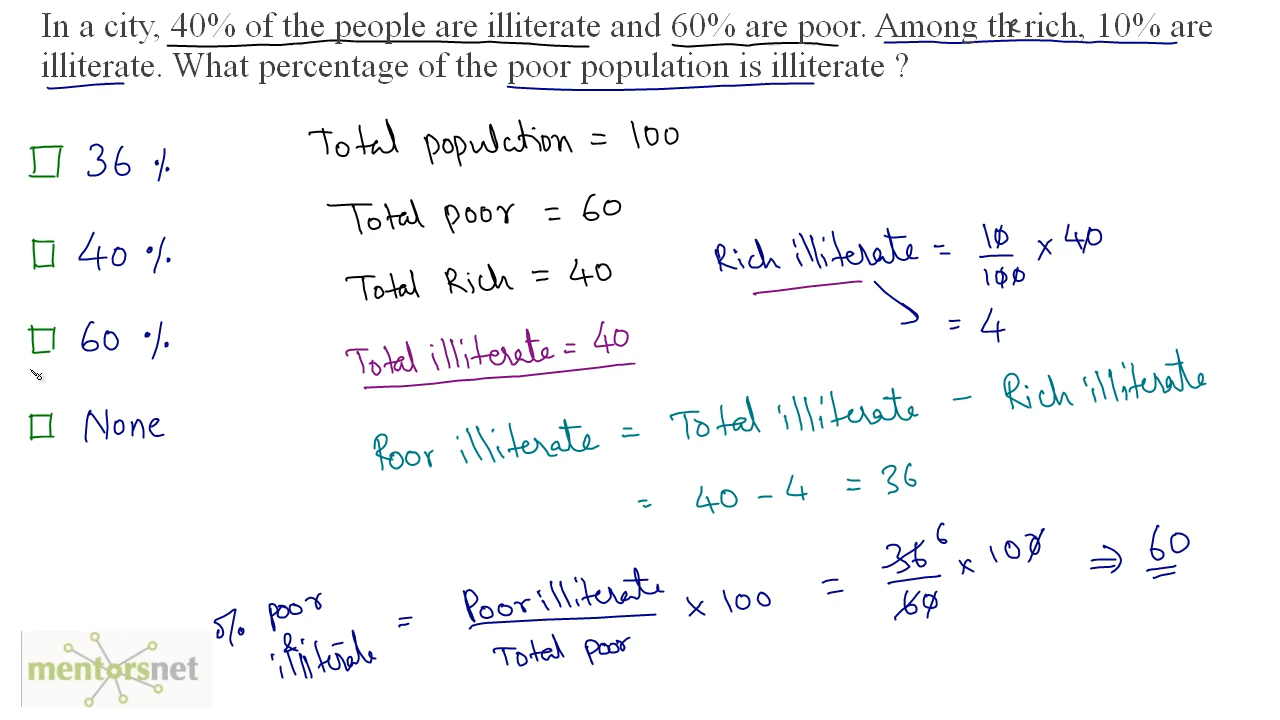 In a city, 40% of the people are illiterate and 60% are poor. Among the rich, 10% are
illiterate. What percentage of the poor population is illiterate ?
36 %
40 %
60 %
None
Total population = 100
Total poor = 60
Total Rich = 40
Total illiterate = 40
Rich illiterate = 10/100 × 40
= 4
Poor illiterate = Total illiterate - Rich illiterate
= 40 - 4 = 36
% poor & illiterate = Poor illiterate / Total poor × 100 = 36 6 / 60 × 100 ⇒ 60
mentorsnet